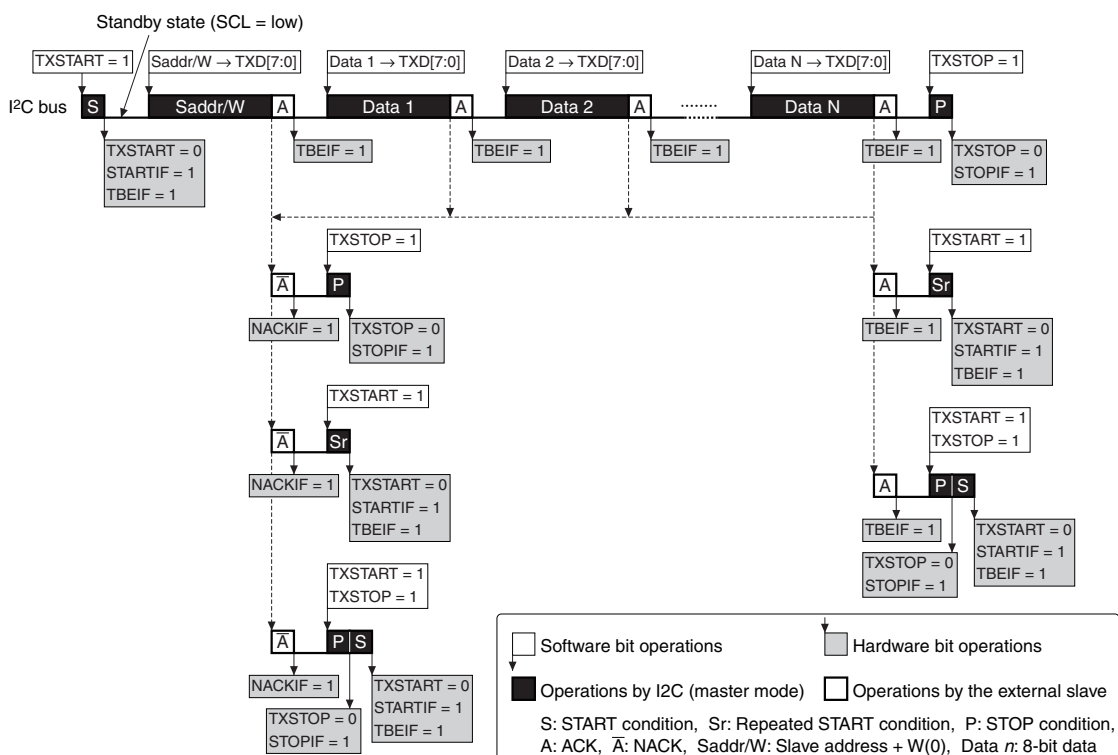 Standby state (SCL = low)
TXSTART = 1
Saddr/W → TXD[7:0]
Data 1 → TXD[7:0]
Data 2 → TXD[7:0]
Data N → TXD[7:0]
TXSTOP = 1
I²C bus
S
Saddr/W
A
Data 1
A
Data 2
A
Data N
A
P
TXSTART = 0
STARTIF = 1
TBEIF = 1
TBEIF = 1
TBEIF = 1
TBEIF = 1
TBEIF = 1
TXSTOP = 0
STOPIF = 1
TXSTOP = 1
A̅
P
NACKIF = 1
TXSTOP = 0
STOPIF = 1
TXSTART = 1
A
Sr
TBEIF = 1
TXSTART = 0
STARTIF = 1
TBEIF = 1
TXSTART = 1
A̅
Sr
NACKIF = 1
TXSTART = 0
STARTIF = 1
TBEIF = 1
TXSTART = 1
TXSTOP = 1
A
P
S
TBEIF = 1
TXSTOP = 0
STOPIF = 1
TXSTART = 0
STARTIF = 1
TBEIF = 1
TXSTART = 1
TXSTOP = 1
A̅
P
S
NACKIF = 1
TXSTOP = 0
STOPIF = 1
TXSTART = 0
STARTIF = 1
TBEIF = 1
Software bit operations
Hardware bit operations
Operations by I2C (master mode)
Operations by the external slave
S: START condition, Sr: Repeated START condition, P: STOP condition,
A: ACK, A̅: NACK, Saddr/W: Slave address + W(0), Data n: 8-bit data